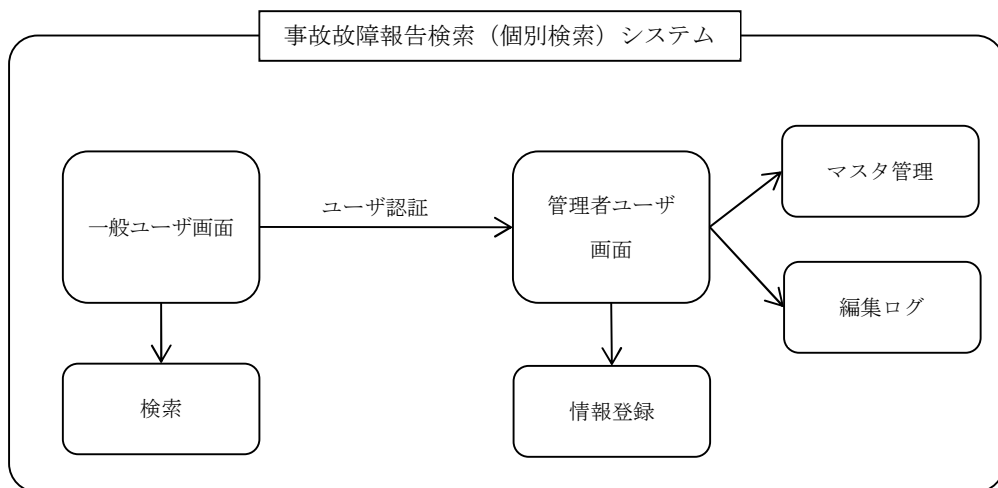 事故故障報告検索（個別検索）システム
マスタ管理
一般ユーザ画面
ユーザ認証
管理者ユーザ
画面
編集ログ
検索
情報登録